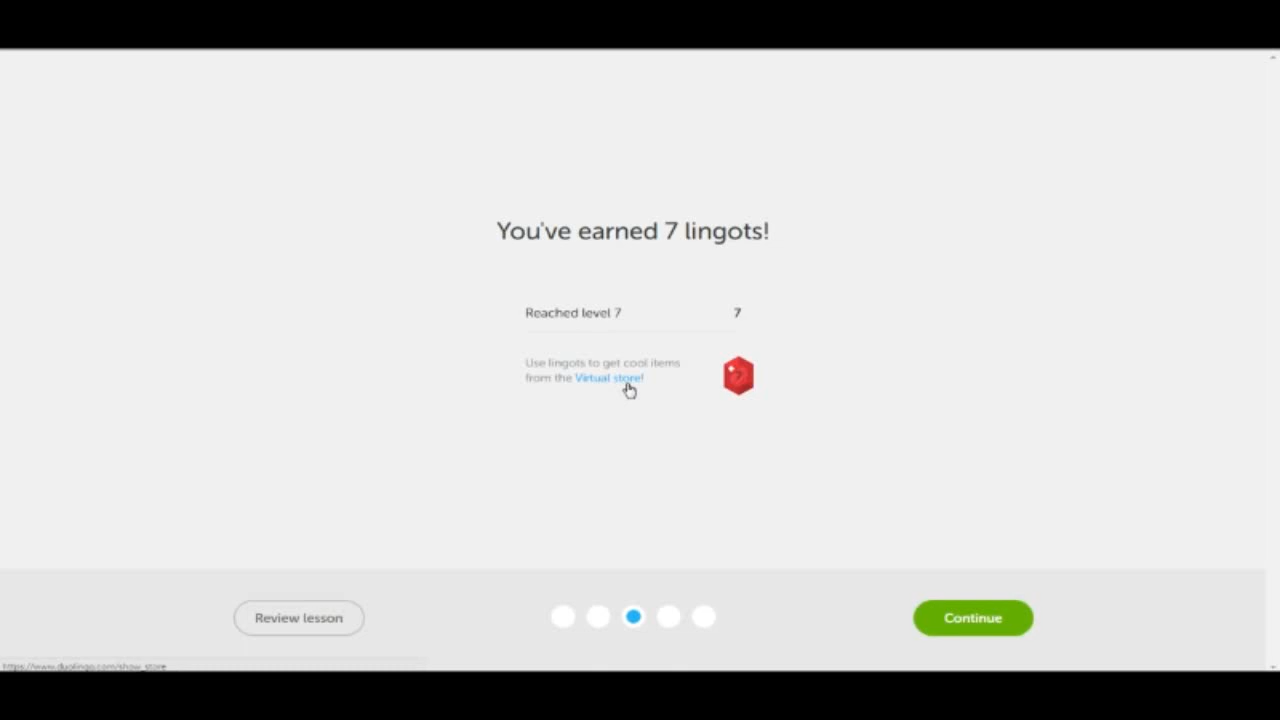 You've earned 7 lingots!
Reached level 7 7
Use lingots to get cool items
from the Virtual store!
Review lesson
Continue
https://www.duolingo.com/show_store